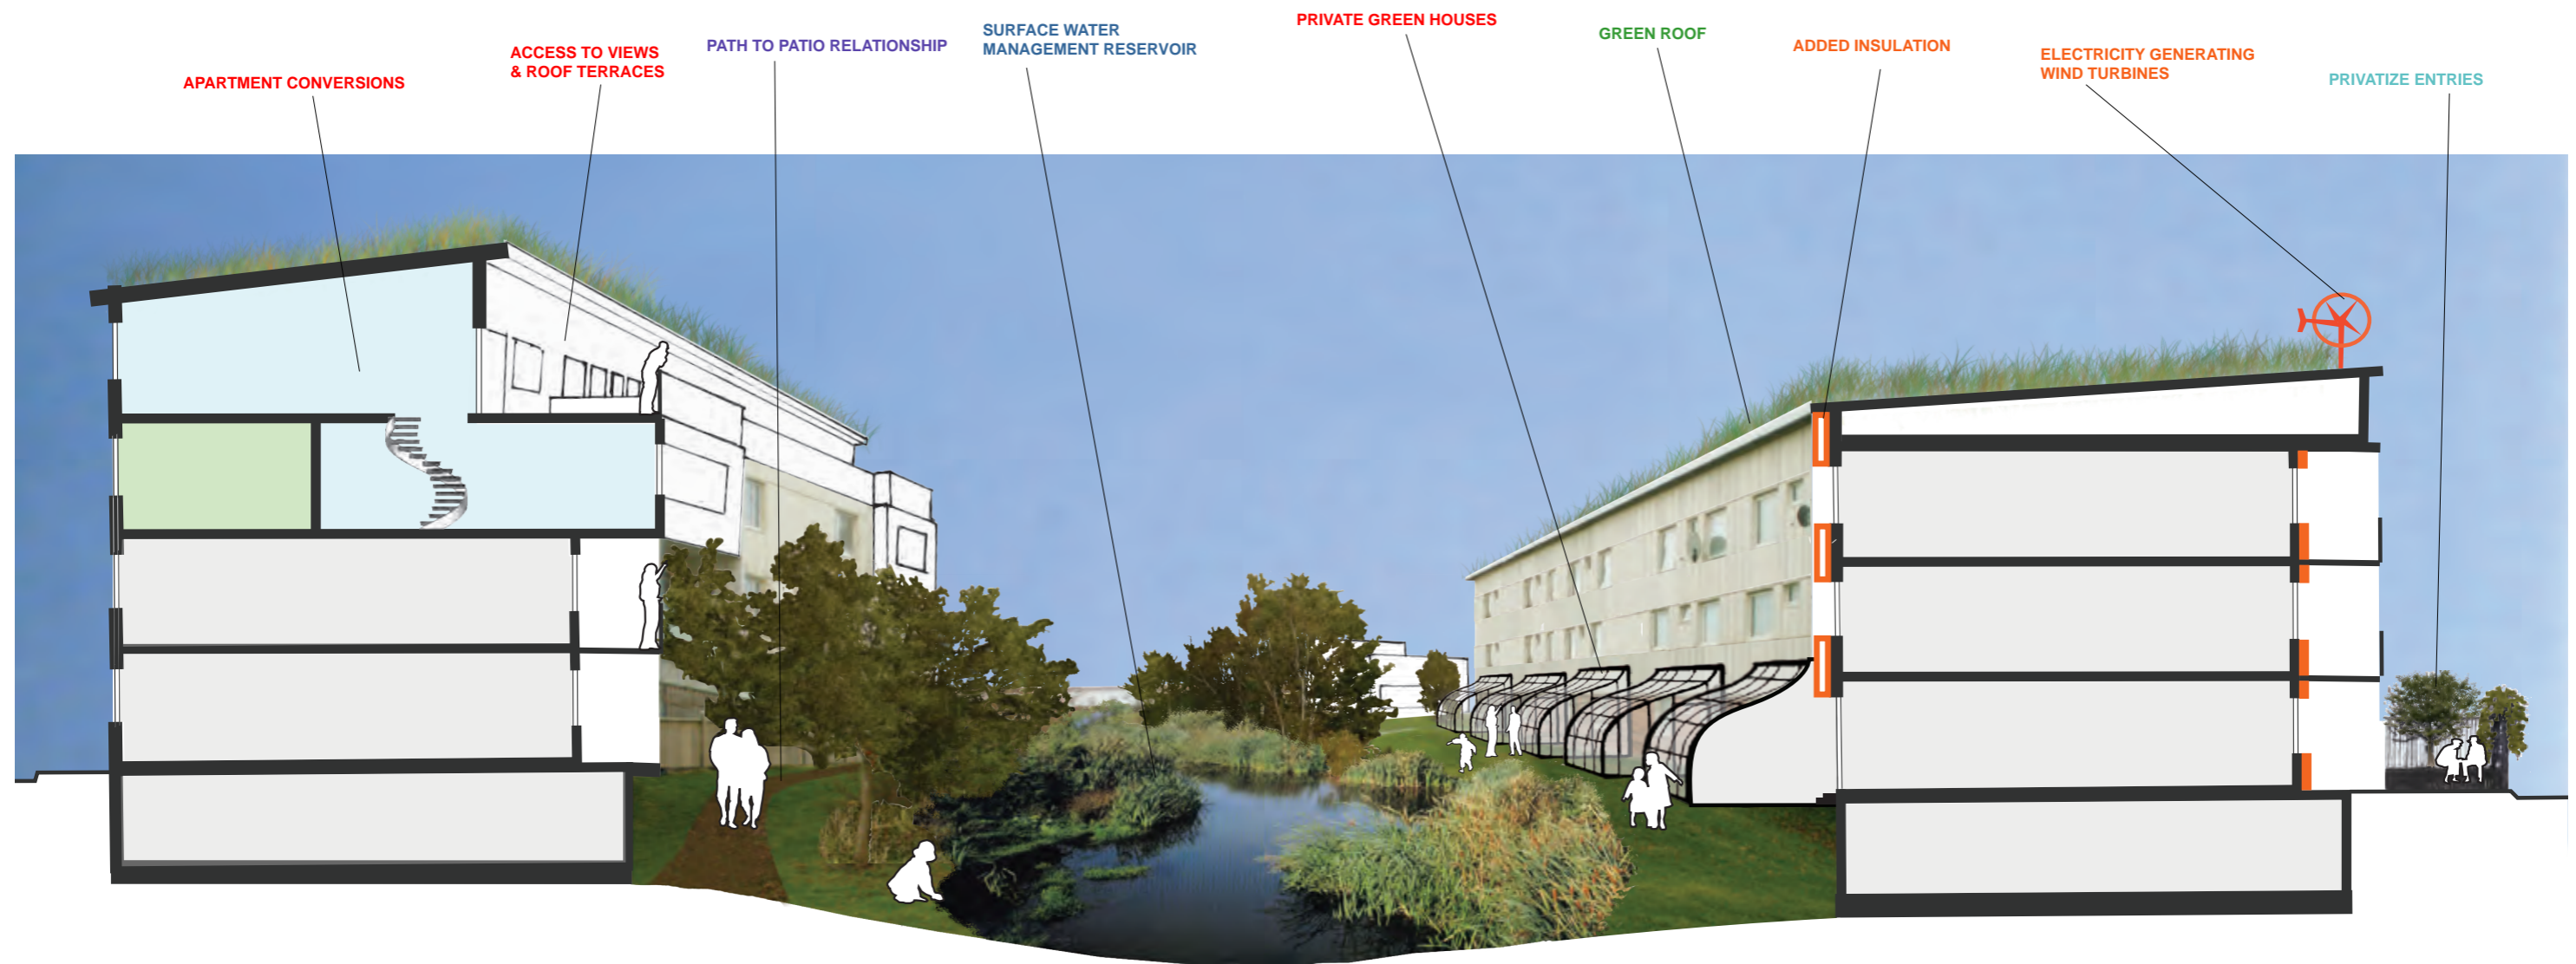 APARTMENT CONVERSIONS
ACCESS TO VIEWS
& ROOF TERRACES
PATH TO PATIO RELATIONSHIP
SURFACE WATER
MANAGEMENT RESERVOIR
PRIVATE GREEN HOUSES
GREEN ROOF
ADDED INSULATION
ELECTRICITY GENERATING
WIND TURBINES
PRIVATIZE ENTRIES